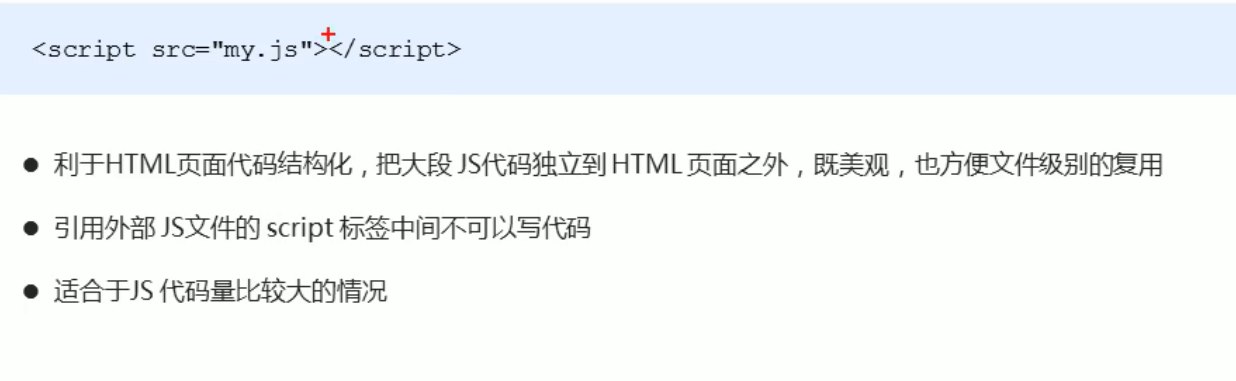 <script src="my.js"></script>
● 利于HTML页面代码结构化，把大段 JS代码独立到 HTML 页面之外，既美观，也方便文件级别的复用
● 引用外部 JS文件的 script 标签中间不可以写代码
● 适合于JS 代码量比较大的情况